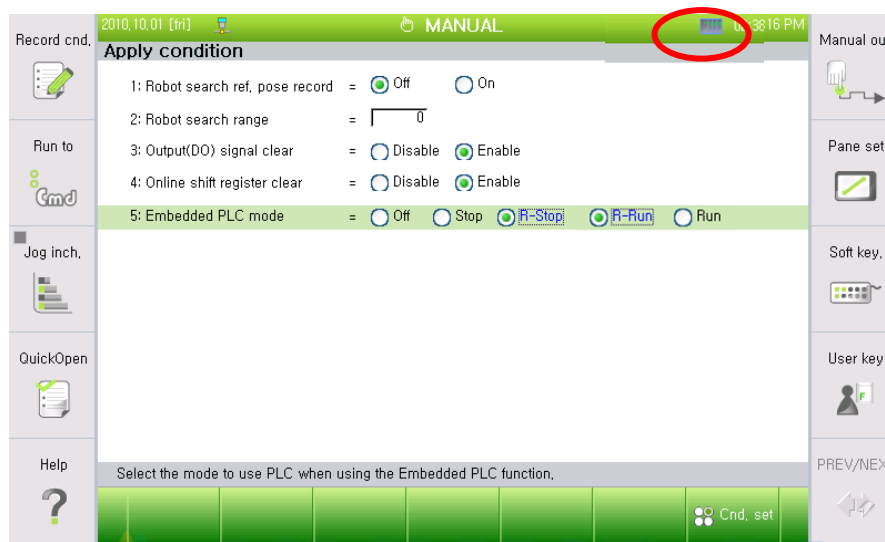 2010,10,01 [fri] MANUAL 16 PM
Record cnd,
Run to
Cmd
Jog inch,
QuickOpen
Help
Apply condition
1: Robot search ref, pose record = Off On
2: Robot search range = 0
3: Output(DO) signal clear = Disable Enable
4: Online shift register clear = Disable Enable
5: Embedded PLC mode = Off Stop R-Stop R-Run Run
Select the mode to use PLC when using the Embedded PLC function,
Cnd, set
Manual ou
Pane set
Soft key,
User key
F
PREV/NEX